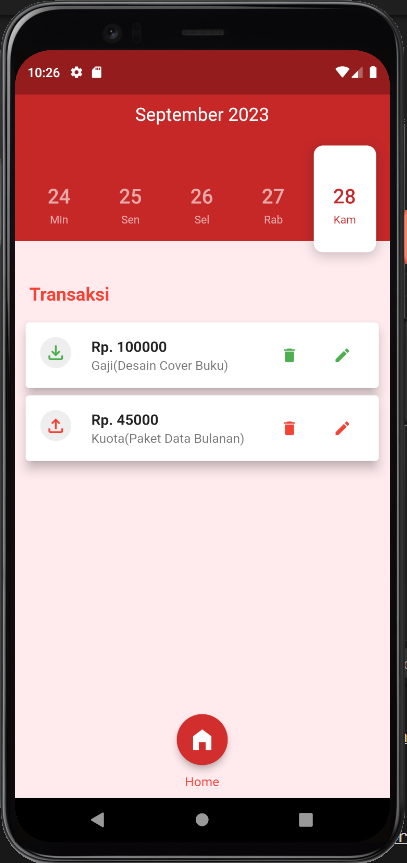 10:26
September 2023
24 25 26 27 28
Min Sen Sel Rab Kam
Transaksi
Rp. 100000
Gaji(Desain Cover Buku)
Rp. 45000
Kuota(Paket Data Bulanan)
Home